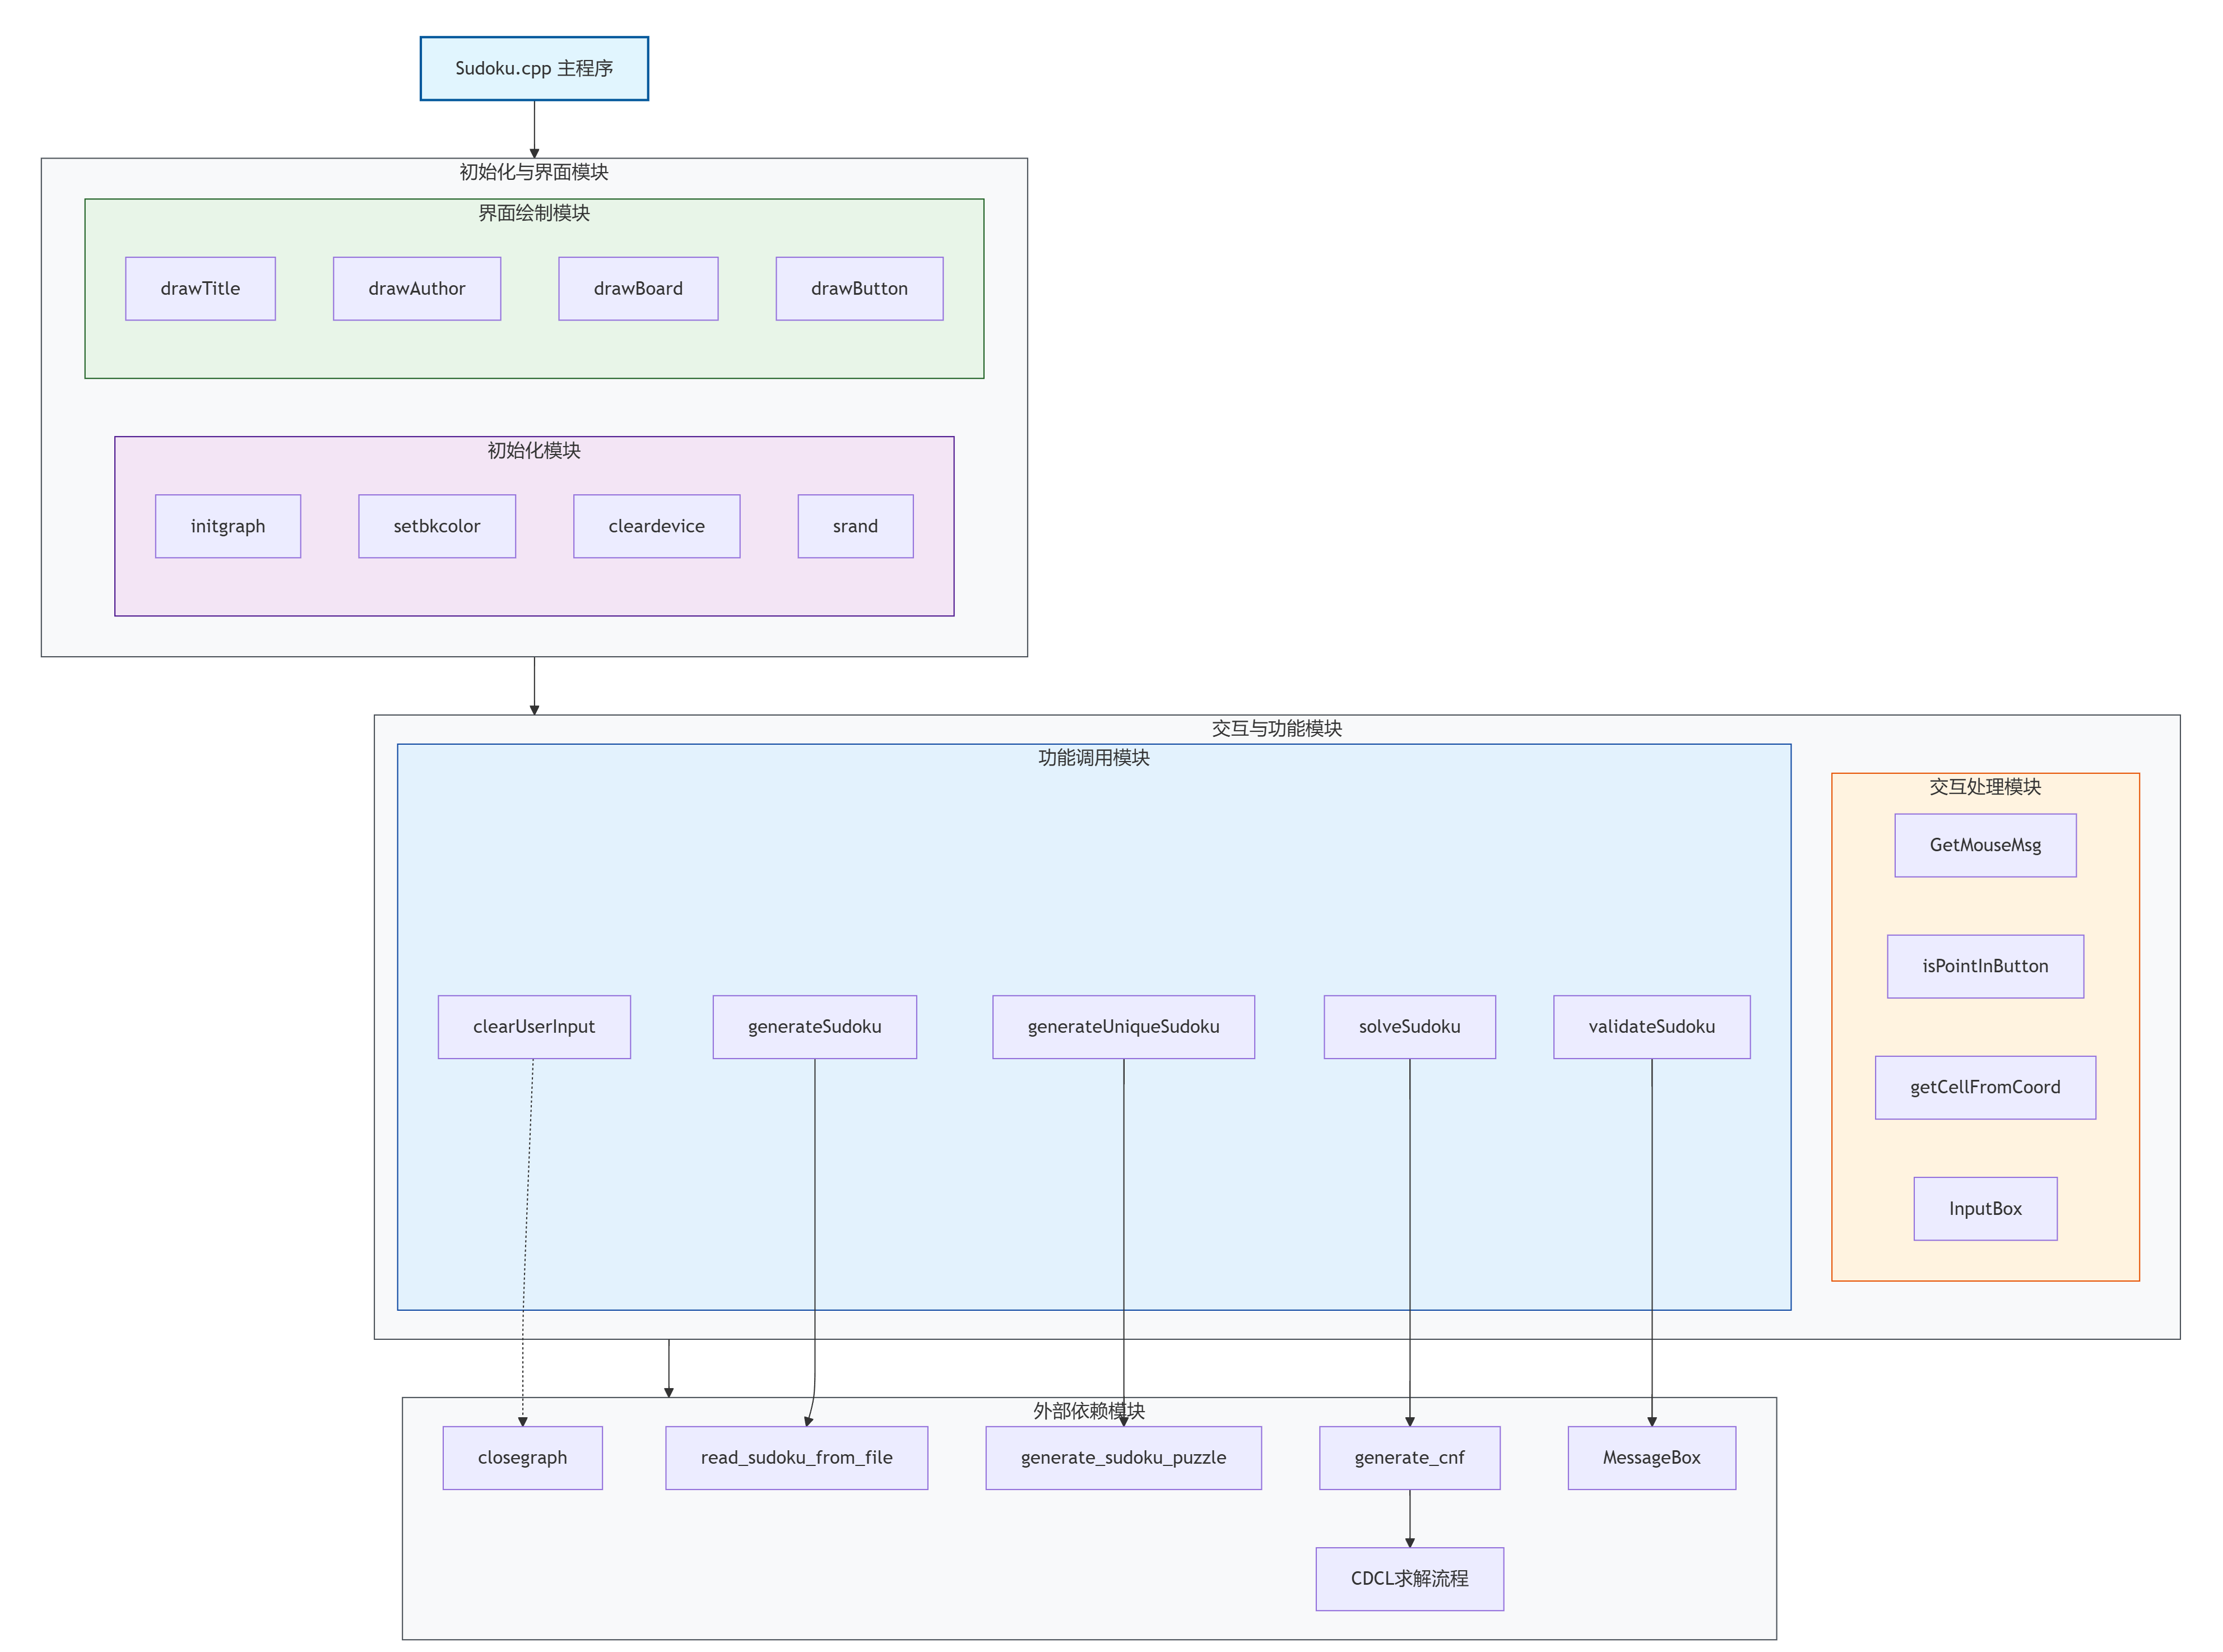 Sudoku.cpp 主程序
初始化与界面模块
界面绘制模块
drawTitle
drawAuthor
drawBoard
drawButton
初始化模块
initgraph
setbkcolor
cleardevice
srand
交互与功能模块
功能调用模块
clearUserInput
generateSudoku
generateUniqueSudoku
solveSudoku
validateSudoku
交互处理模块
GetMouseMsg
isPointInButton
getCellFromCoord
InputBox
外部依赖模块
closegraph
read_sudoku_from_file
generate_sudoku_puzzle
generate_cnf
MessageBox
CDCL求解流程